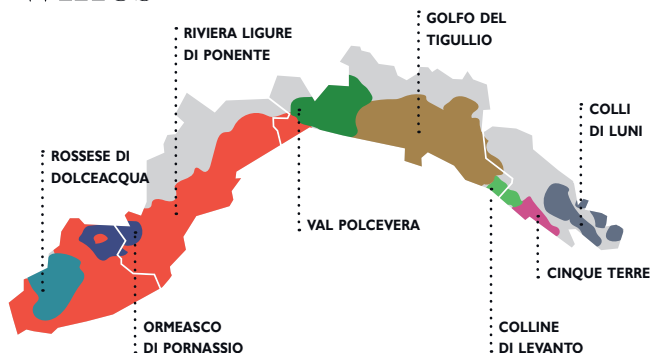 RIVIERA LIGURE
DI PONENTE
GOLFO DEL
TIGULLIO
COLLI
DI LUNI
ROSSESE DI
DOLCEACQUA
VAL POLCEVERA
CINQUE TERRE
ORMEASCO
DI PORNASSIO
COLLINE
DI LEVANTO